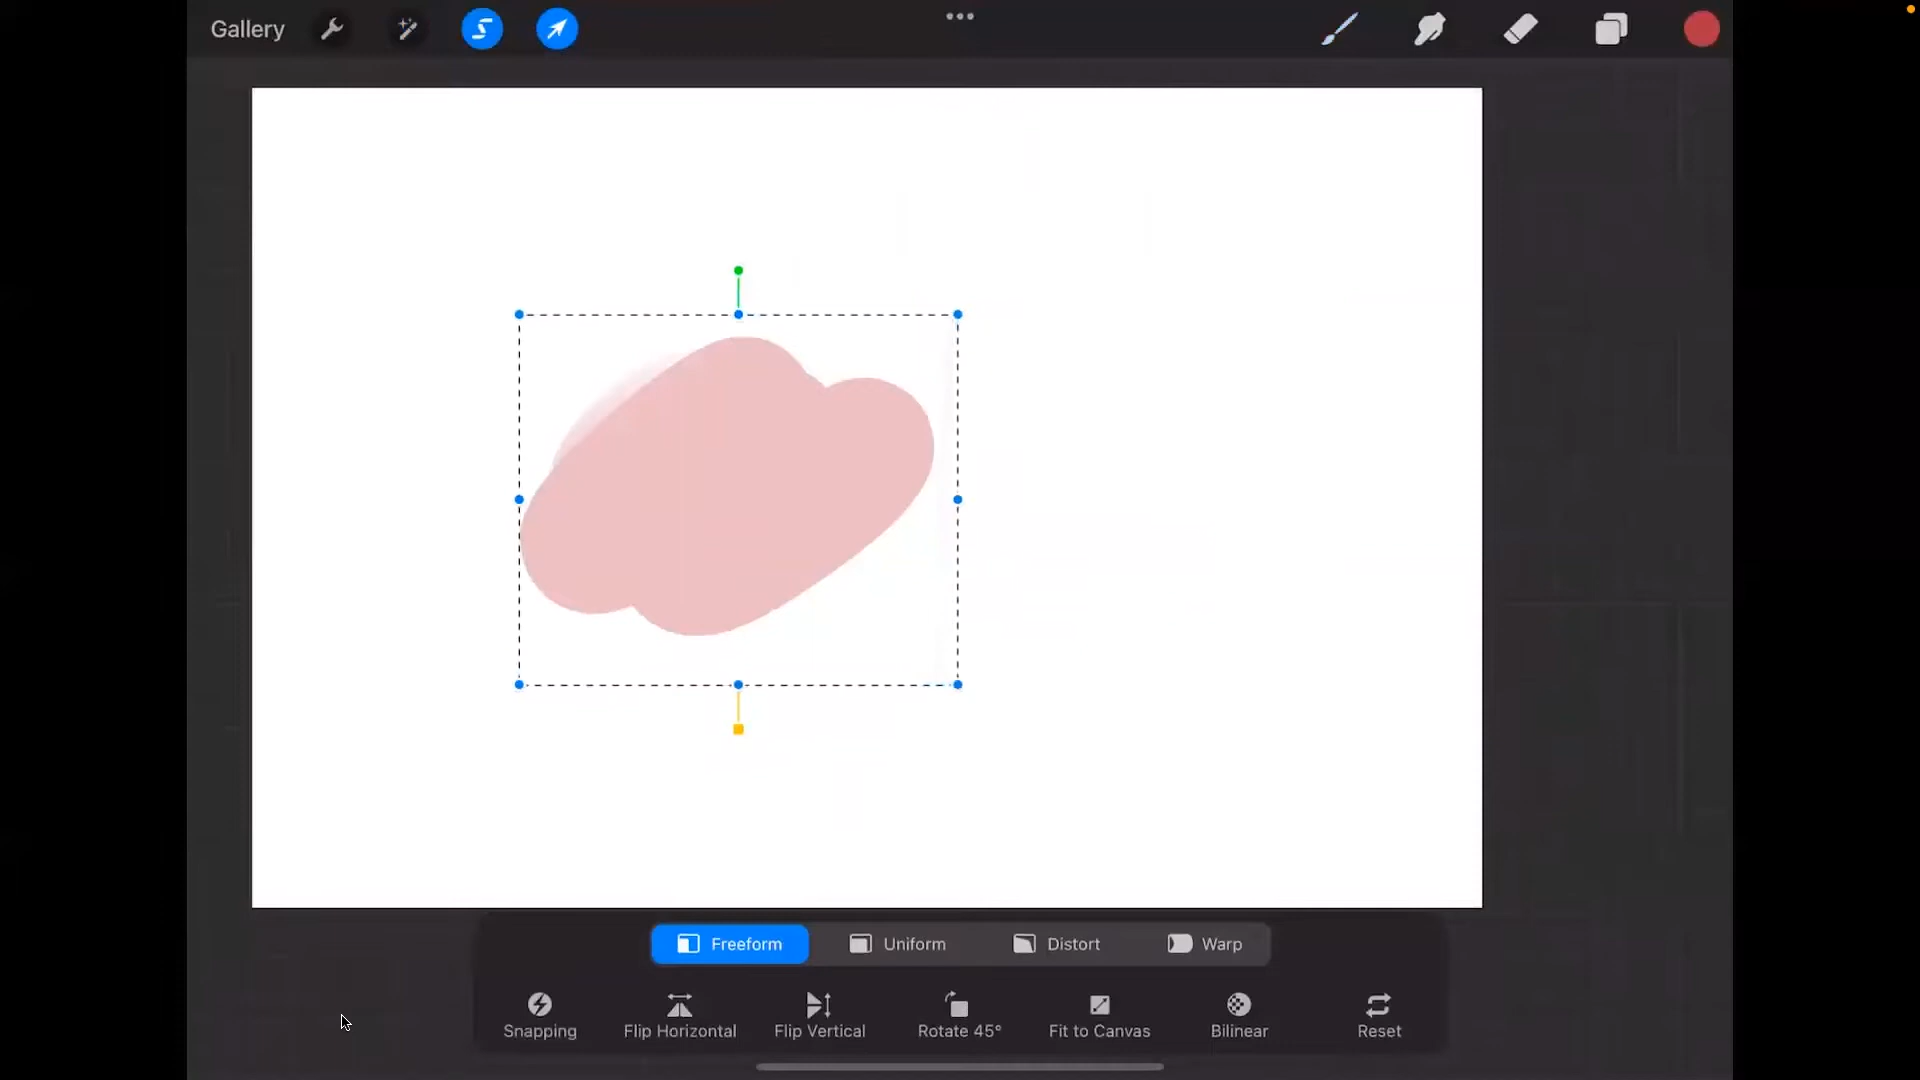 Gallery
Freeform Uniform Distort Warp
Snapping Flip Horizontal Flip Vertical Rotate 45° Fit to Canvas Bilinear Reset